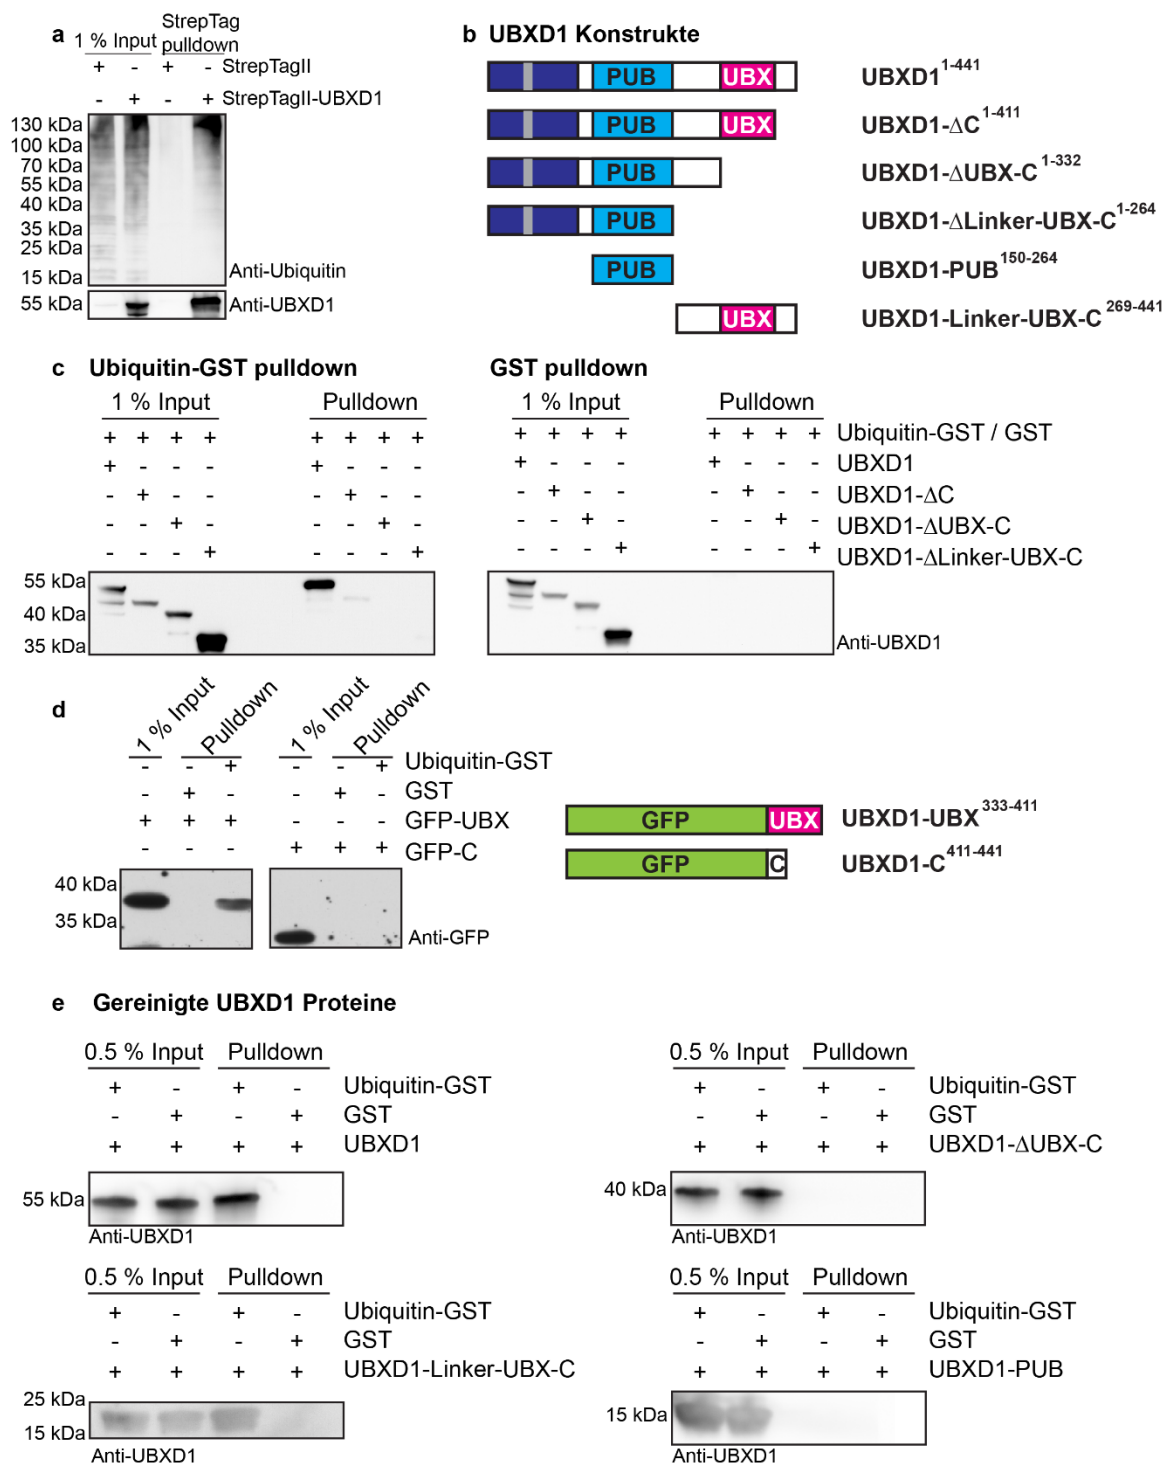 a
1 % Input
StrepTag
pulldown
+ - + - StrepTagII
- + - + StrepTagII-UBXD1
130 kDa
100 kDa
70 kDa
55 kDa
40 kDa
35 kDa
25 kDa
15 kDa
Anti-Ubiquitin
55 kDa
Anti-UBXD1
b UBXD1 Konstrukte
PUB UBX UBXD1 1-441
PUB UBX UBXD1-ΔC 1-411
PUB UBXD1-ΔUBX-C 1-332
PUB UBXD1-ΔLinker-UBX-C 1-264
PUB UBXD1-PUB 150-264
UBX UBXD1-Linker-UBX-C 269-441
c Ubiquitin-GST pulldown GST pulldown
1 % Input Pulldown 1 % Input Pulldown
+ + + + + + + + + + + + + + + + Ubiquitin-GST / GST
+ - - - + - - - + - - - + - - - UBXD1
- + - - - + - - - + - - - + - - UBXD1-ΔC
- - + - - - + - - - + - - - + - UBXD1-ΔUBX-C
- - - + - - - + - - - + - - - + UBXD1-ΔLinker-UBX-C
55 kDa
40 kDa
35 kDa
Anti-UBXD1
d
1 % Input Pulldown 1 % Input Pulldown
- - + - - + Ubiquitin-GST
- + - - + - GST
+ + + - - - GFP-UBX
- - - + + + GFP-C
40 kDa
35 kDa
Anti-GFP
GFP UBX UBXD1-UBX 333-411
GFP C UBXD1-C 411-441
e Gereinigte UBXD1 Proteine
0.5 % Input Pulldown
+ - + - Ubiquitin-GST
- + - + GST
+ + + + UBXD1
55 kDa
Anti-UBXD1
0.5 % Input Pulldown
+ - + - Ubiquitin-GST
- + - + GST
+ + + + UBXD1-ΔUBX-C
40 kDa
Anti-UBXD1
0.5 % Input Pulldown
+ - + - Ubiquitin-GST
- + - + GST
+ + + + UBXD1-Linker-UBX-C
25 kDa
15 kDa
Anti-UBXD1
0.5 % Input Pulldown
+ - + - Ubiquitin-GST
- + - + GST
+ + + + UBXD1-PUB
15 kDa
Anti-UBXD1